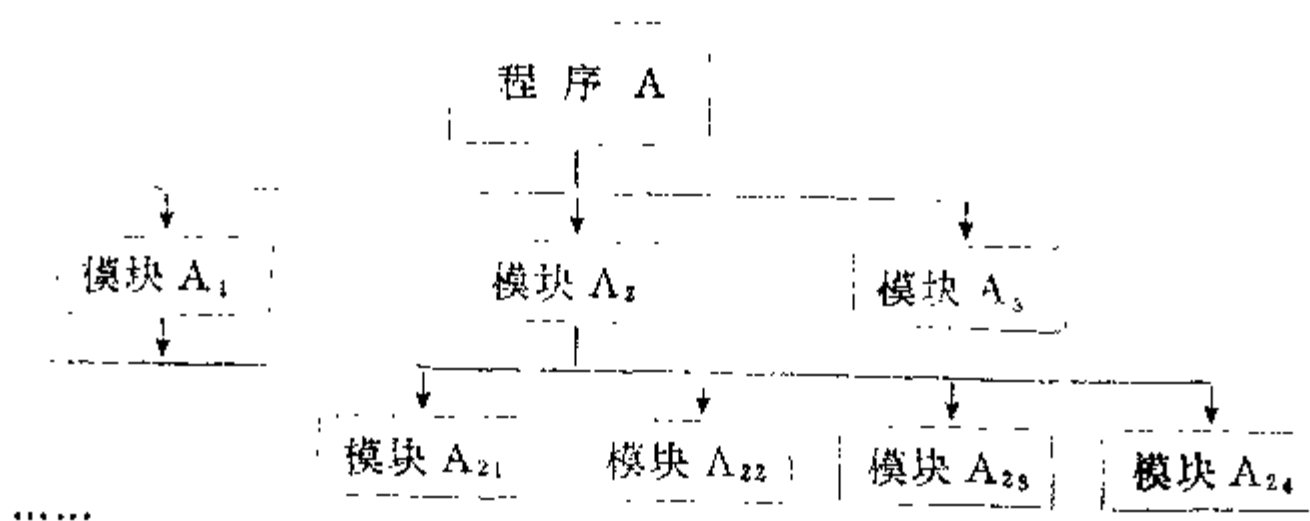 程序 A
模块 A₁
模块 A₂
模块 A₃
模块 A₂₁
模块 A₂₂
模块 A₂₃
模块 A₂₄
……